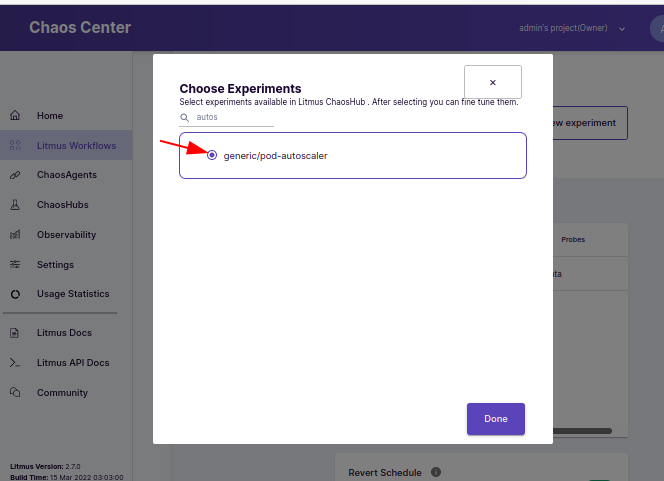 Chaos Center
admin's project(Owner)
Choose Experiments
×
Select experiments available in Litmus ChaosHub . After selecting you can fine tune them.
autos
generic/pod-autoscaler
Done
Home
Litmus Workflows
ChaosAgents
ChaosHubs
Observability
Settings
Usage Statistics
Litmus Docs
Litmus API Docs
Community
Litmus Version: 2.7.0
Build Time: 15 Mar 2022 03:03:00
experiment
Probes
Revert Schedule